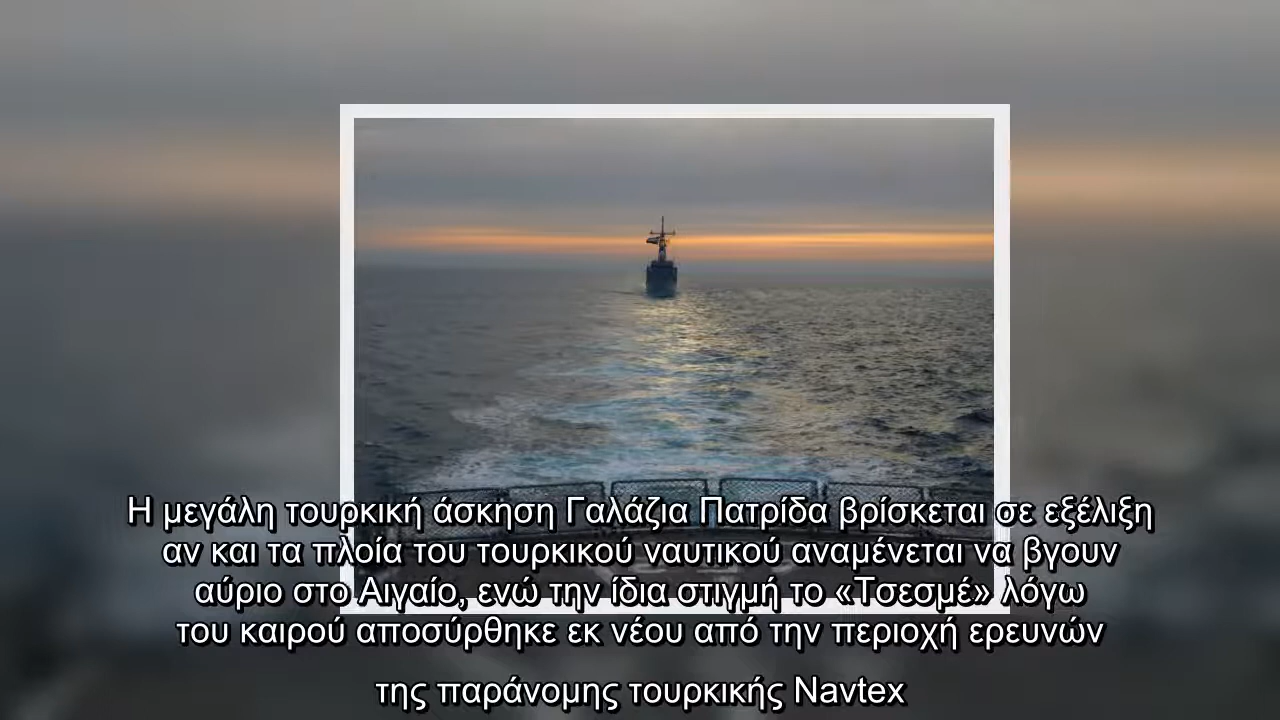 Η μεγάλη τουρκική άσκηση Γαλάζια Πατρίδα βρίσκεται σε εξέλιξη
αν και τα πλοία του τουρκικού ναυτικού αναμένεται να βγουν
αύριο στο Αιγαίο, ενώ την ίδια στιγμή το «Τσεσμέ» λόγω
του καιρού αποσύρθηκε εκ νέου από την περιοχή ερευνών
της παράνομης τουρκικής Navtex